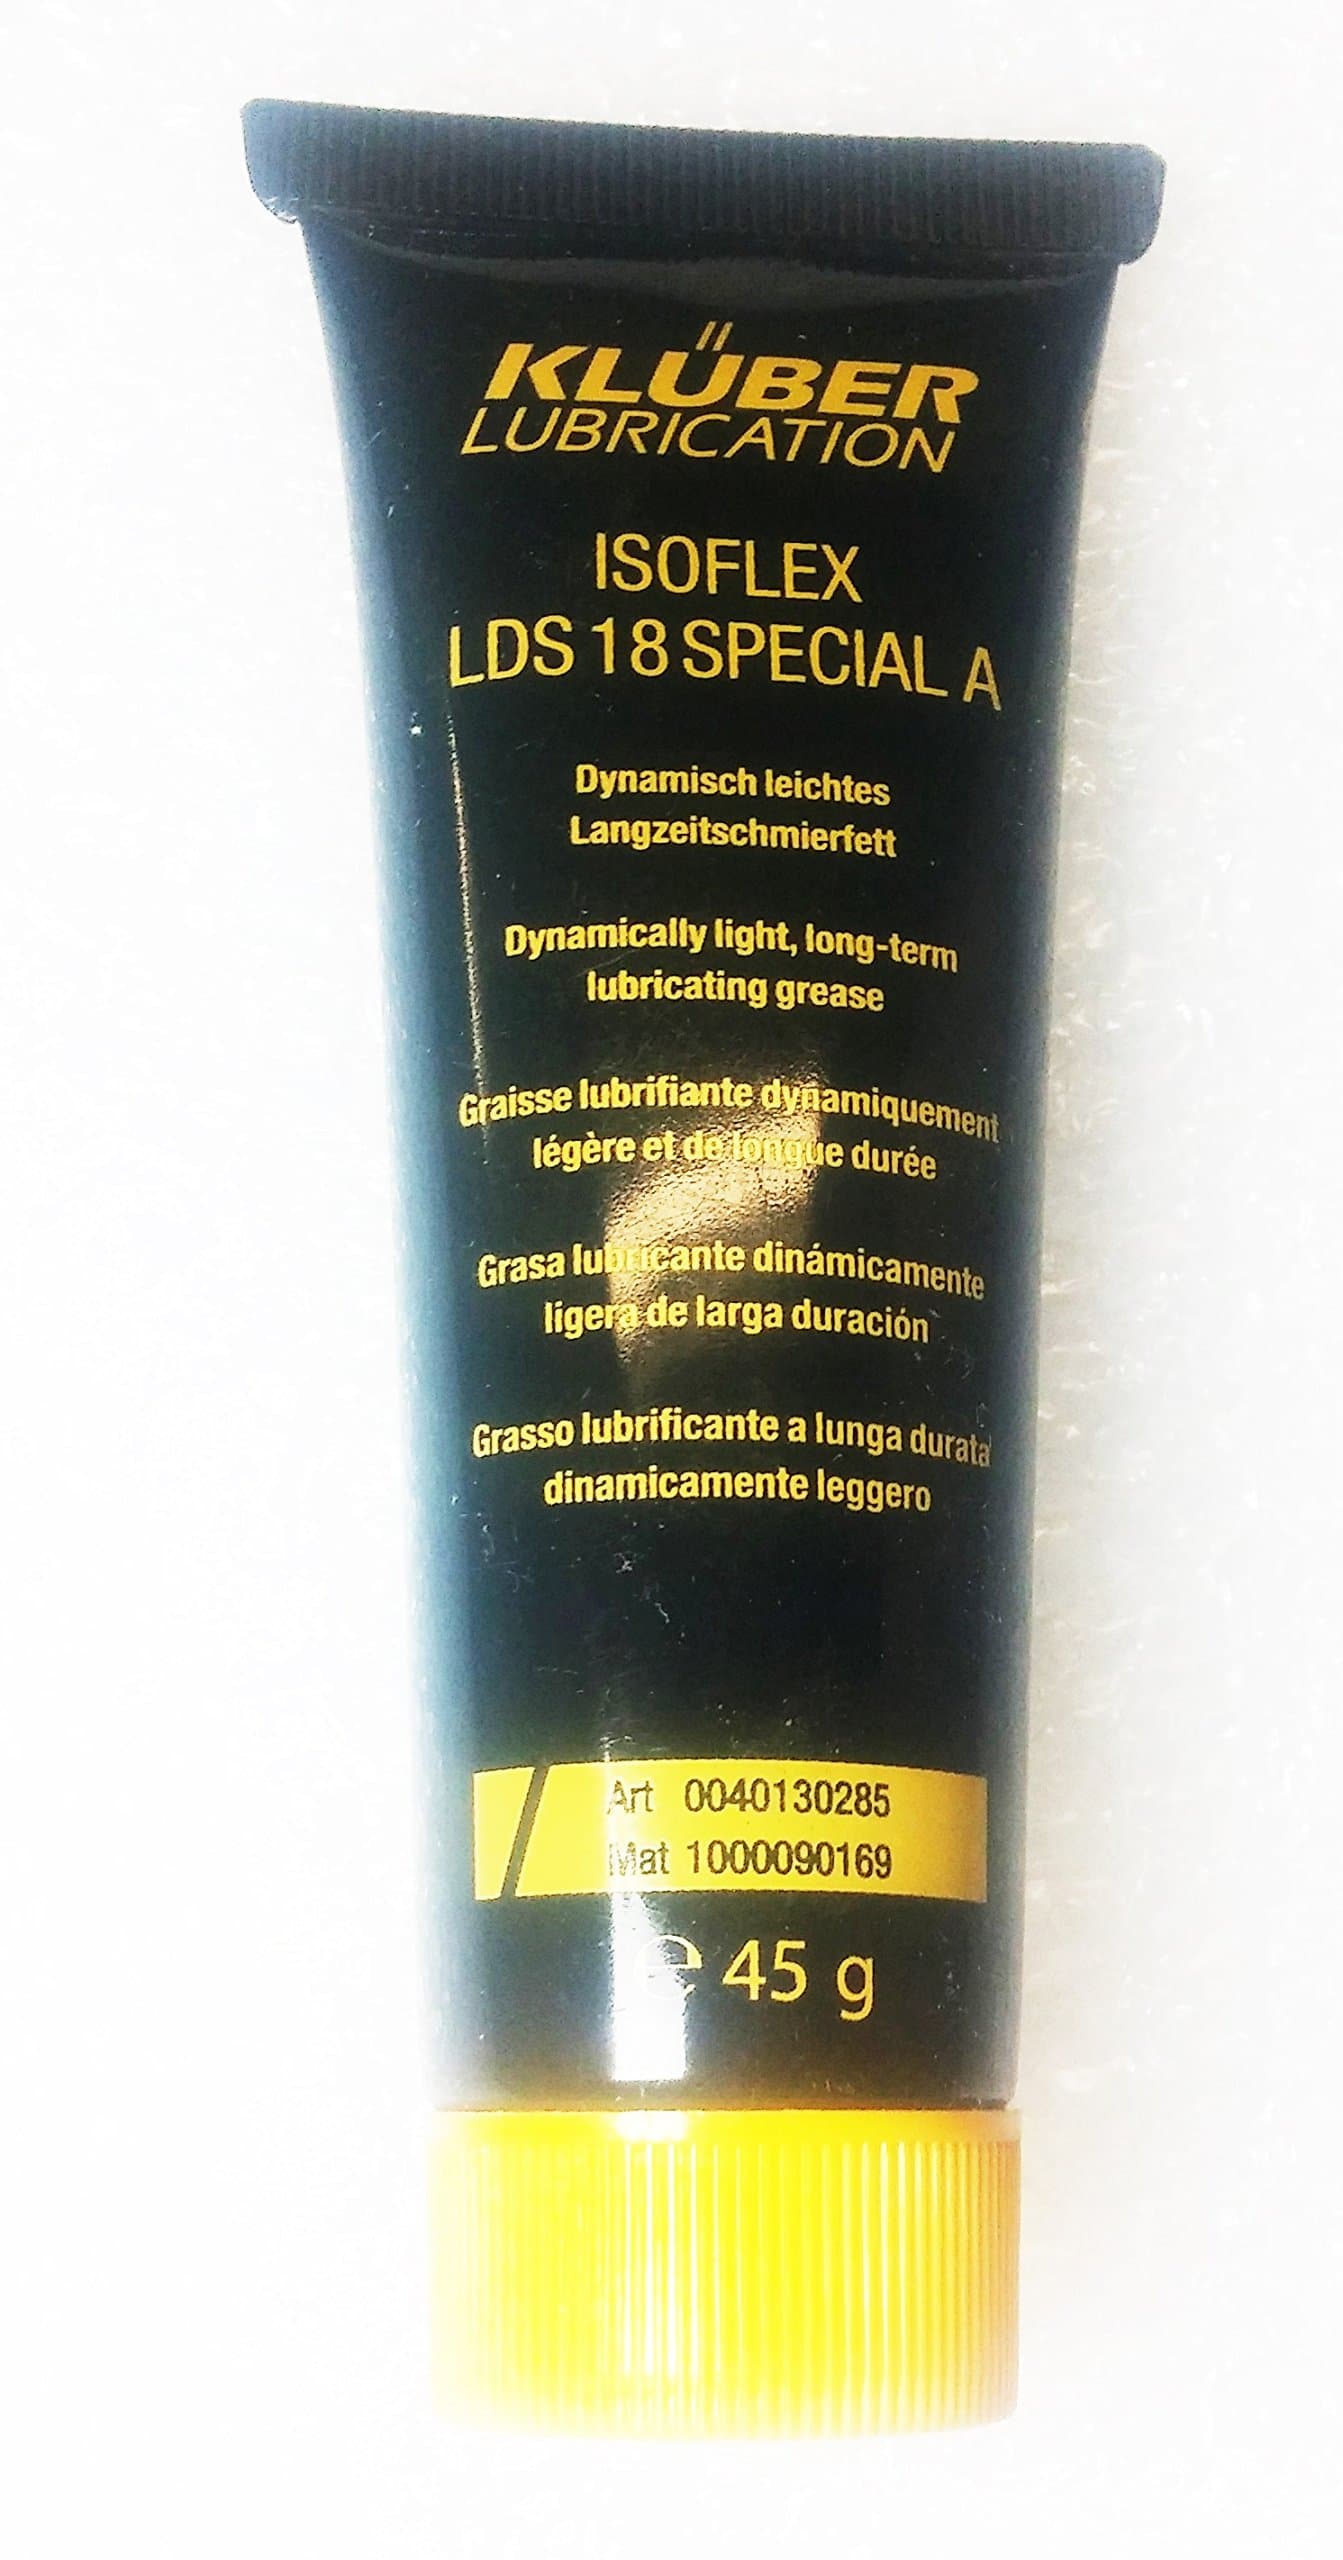 KLÜBER
LUBRICATION
ISOFLEX
LDS 18 SPECIAL A
Dynamisch leichtes
Langzeitschmierfett
Dynamically light, long-term
lubricating grease
Graisse lubrifiante dynamiquement
légère et de longue durée
Grasa lubricante dinámicamente
ligera de larga duración
Grasso lubrificante a lunga durata
dinamicamente leggero
Art 0040130285
Mat 1000090169
℮ 45 g